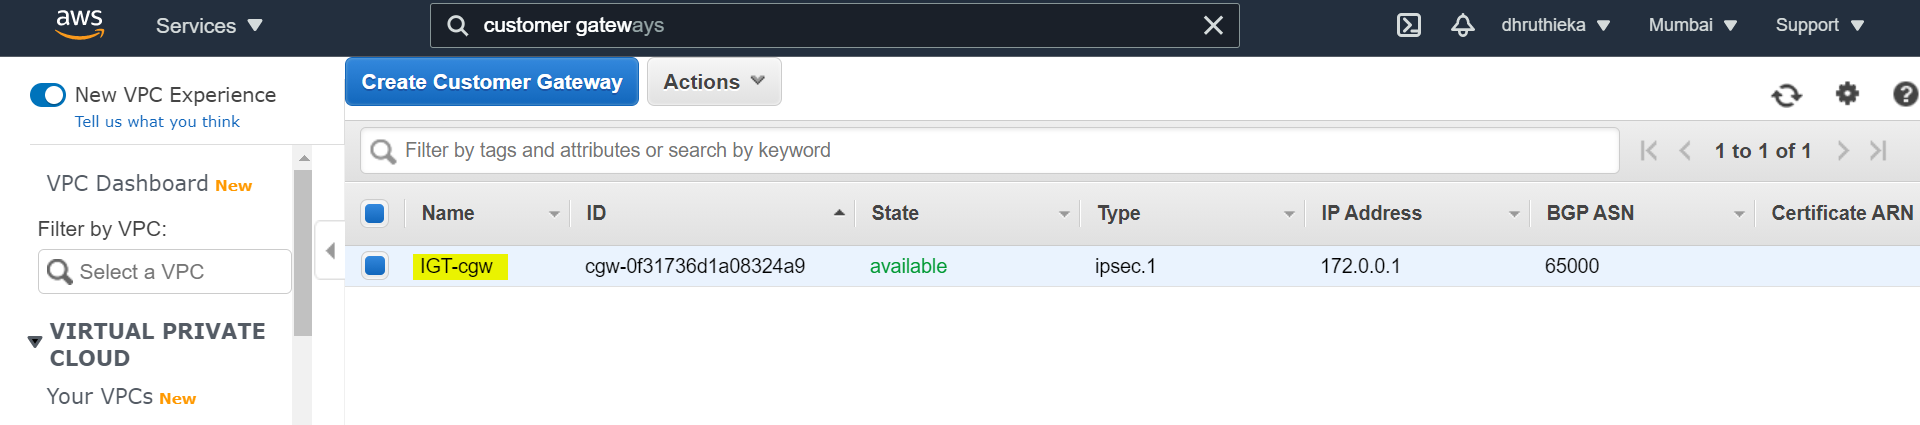 aws
Services
customer gateways
dhruthieka
Mumbai
Support
New VPC Experience
Tell us what you think
Create Customer Gateway
Actions
Filter by tags and attributes or search by keyword
1 to 1 of 1
VPC Dashboard New
Filter by VPC:
Select a VPC
VIRTUAL PRIVATE
CLOUD
Your VPCs New
Name ID State Type IP Address BGP ASN Certificate ARN
IGT-cgw cgw-0f31736d1a08324a9 available ipsec.1 172.0.0.1 65000